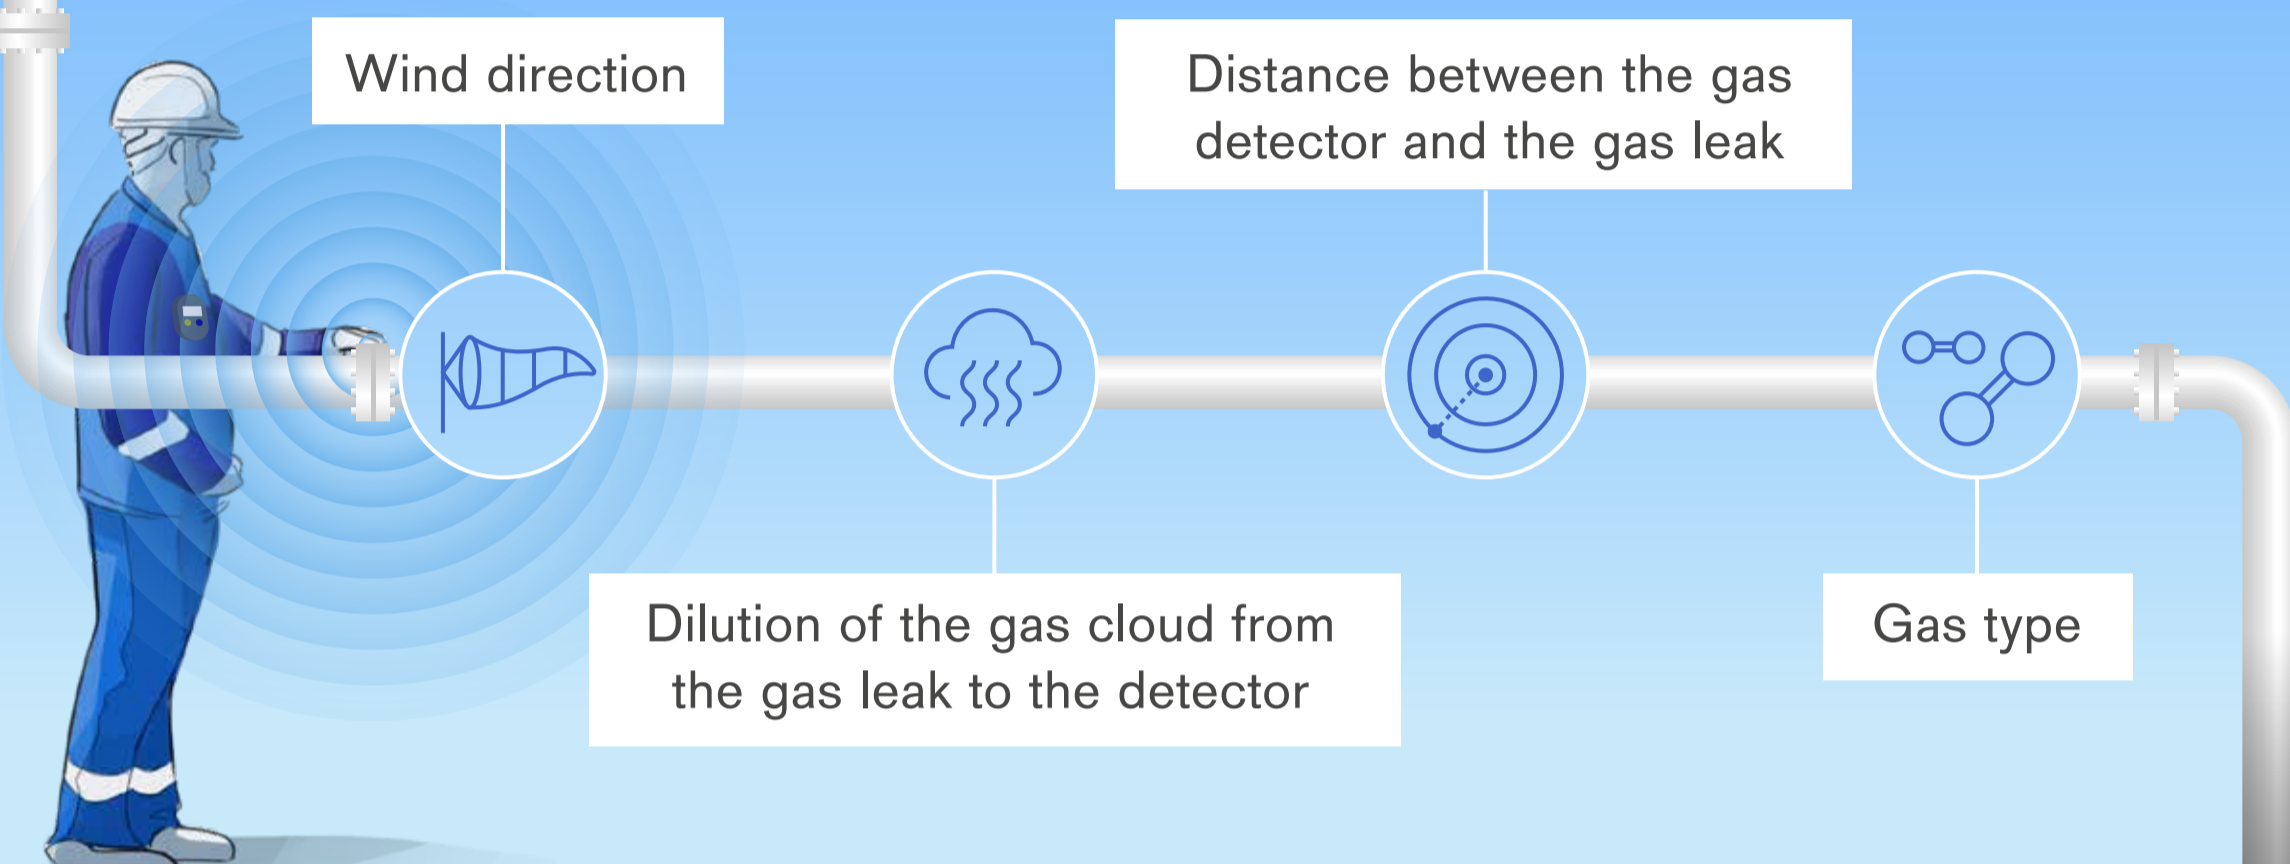 Wind direction
Distance between the gas
detector and the gas leak
Dilution of the gas cloud from
the gas leak to the detector
Gas type